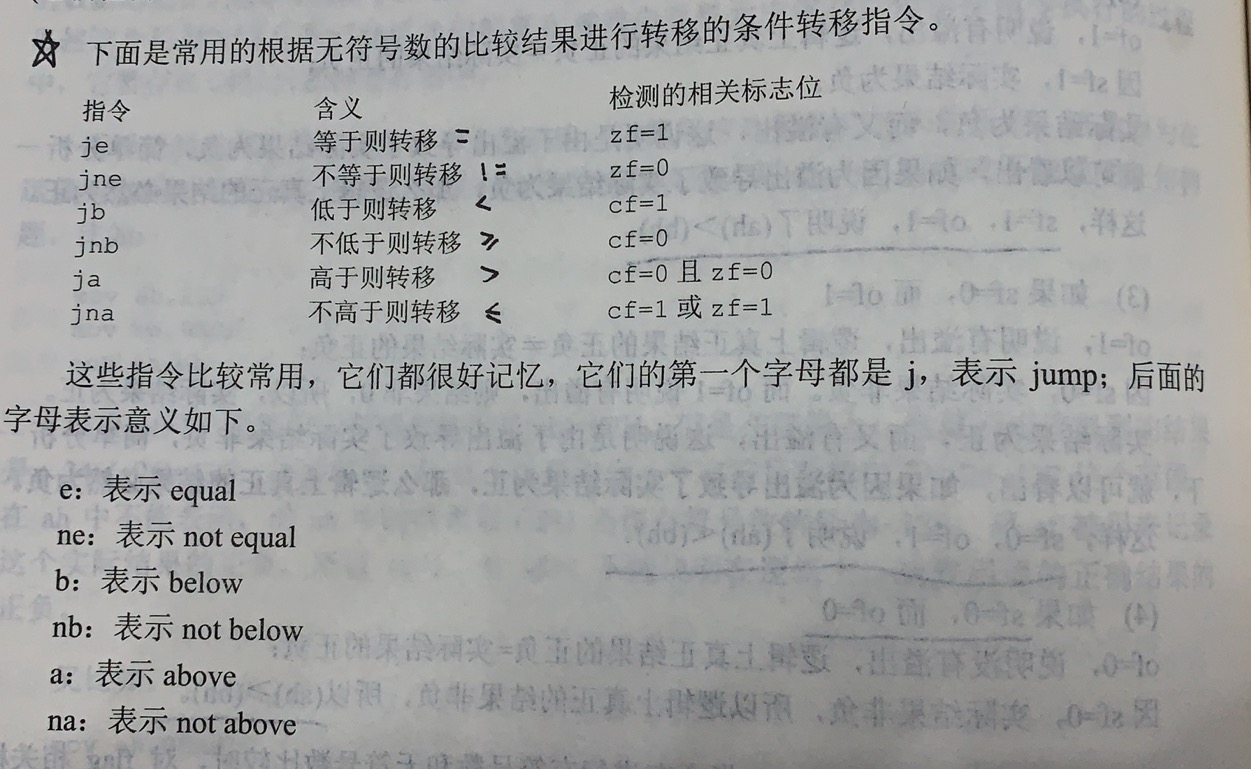 ☆ 下面是常用的根据无符号数的比较结果进行转移的条件转移指令。
指令 含义 检测的相关标志位
je 等于则转移 = zf=1
jne 不等于则转移 != zf=0
jb 低于则转移 < cf=1
jnb 不低于则转移 ≥ cf=0
ja 高于则转移 > cf=0 且 zf=0
jna 不高于则转移 ≤ cf=1 或 zf=1
这些指令比较常用，它们都很好记忆，它们的第一个字母都是 j，表示 jump；后面的
字母表示意义如下。
e：表示 equal
ne：表示 not equal
b：表示 below
nb：表示 not below
a：表示 above
na：表示 not above